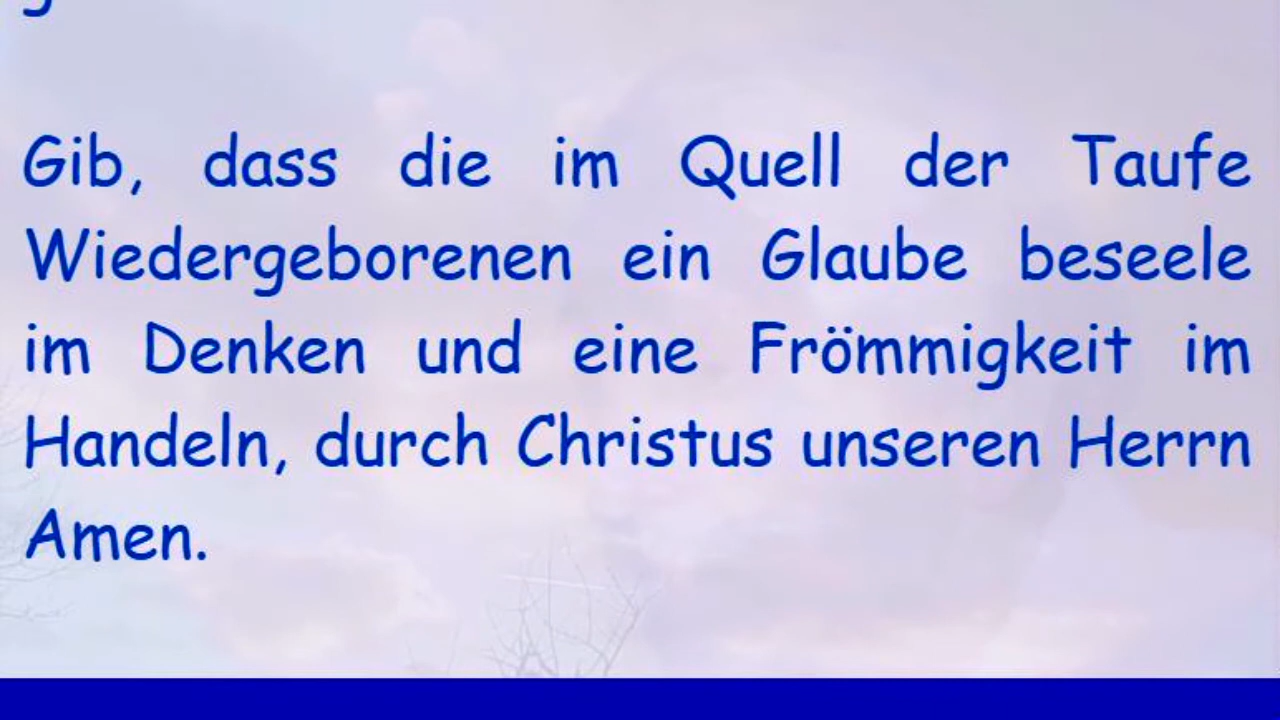 Gib, dass die im Quell der Taufe
Wiedergeborenen ein Glaube beseele
im Denken und eine Frömmigkeit im
Handeln, durch Christus unseren Herrn
Amen.